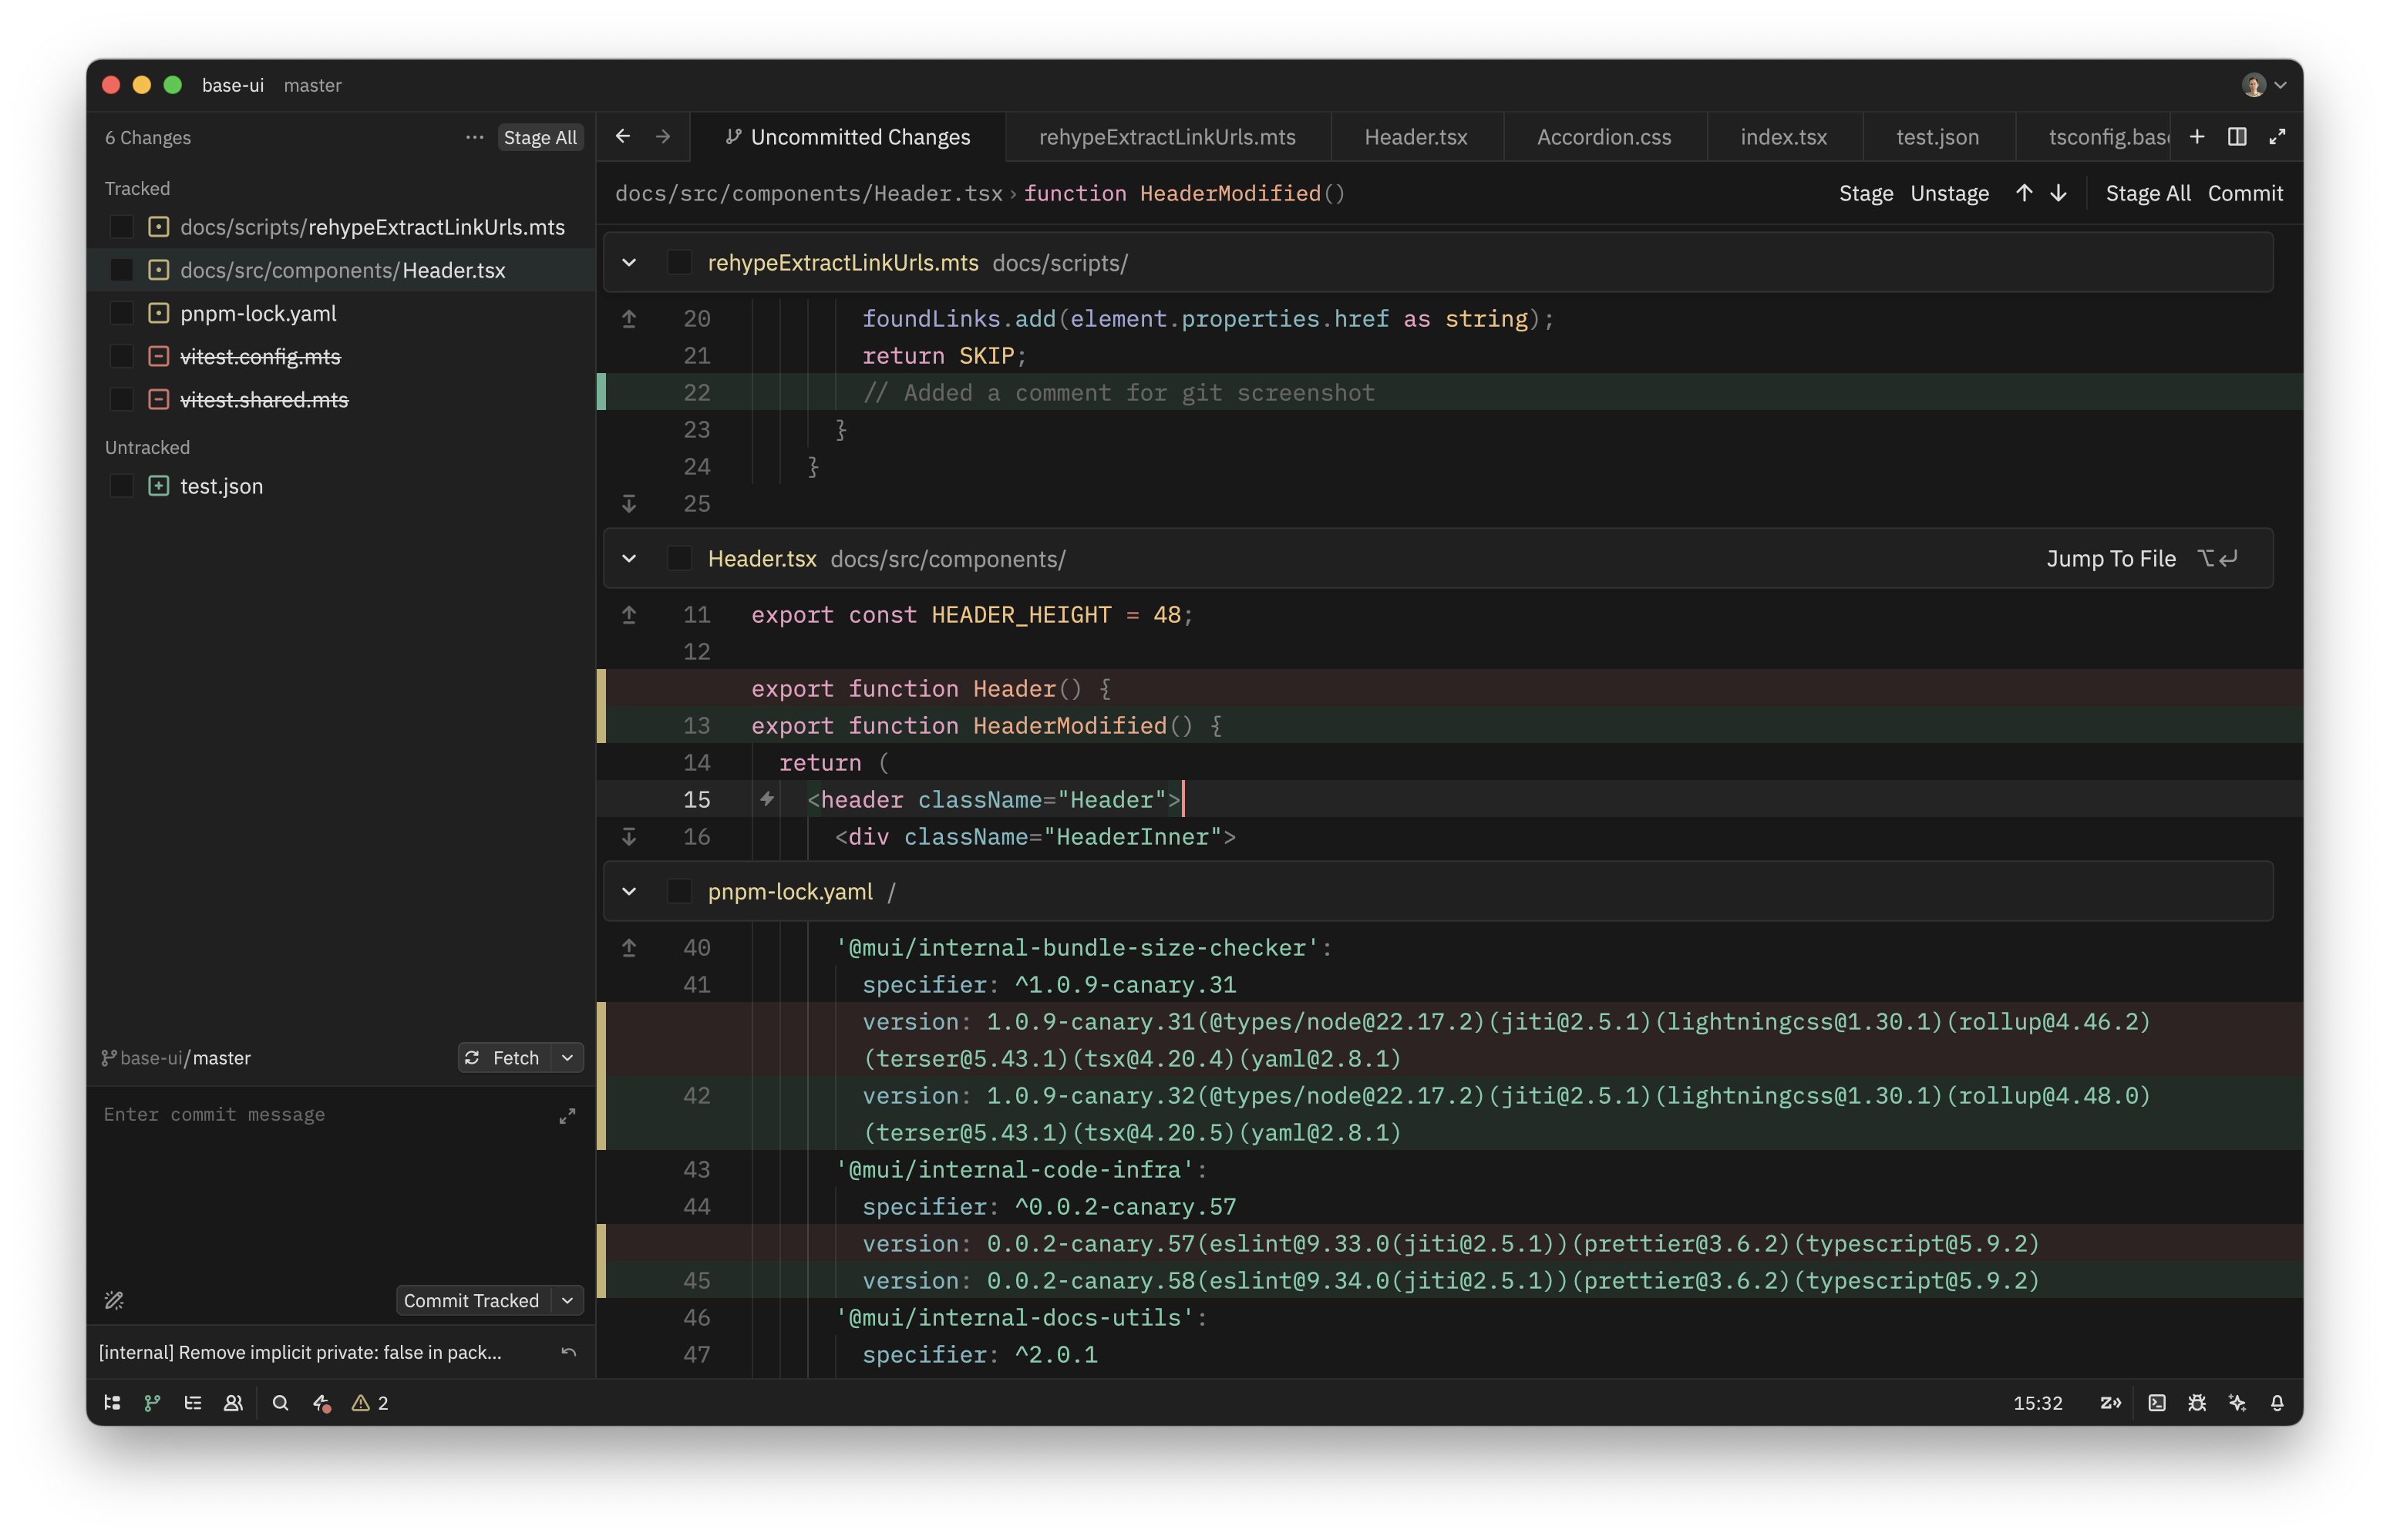 base-ui master
6 Changes ··· Stage All
Tracked
docs/scripts/rehypeExtractLinkUrls.mts
docs/src/components/Header.tsx
pnpm-lock.yaml
vitest.config.mts
vitest.shared.mts
Untracked
test.json
base-ui/master Fetch
Enter commit message
Commit Tracked
[internal] Remove implicit private: false in pack...
Uncommitted Changes rehypeExtractLinkUrls.mts Header.tsx Accordion.css index.tsx test.json tsconfig.bas
docs/src/components/Header.tsx › function HeaderModified() Stage Unstage Stage All Commit
rehypeExtractLinkUrls.mts docs/scripts/
20 foundLinks.add(element.properties.href as string);
21 return SKIP;
22 // Added a comment for git screenshot
23 }
24 }
25
Header.tsx docs/src/components/ Jump To File ⌥↵
11 export const HEADER_HEIGHT = 48;
12
export function Header() {
13 export function HeaderModified() {
14 return (
15 <header className="Header">
16 <div className="HeaderInner">
pnpm-lock.yaml /
40 '@mui/internal-bundle-size-checker':
41 specifier: ^1.0.9-canary.31
version: 1.0.9-canary.31(@types/node@22.17.2)(jiti@2.5.1)(lightningcss@1.30.1)(rollup@4.46.2)
(terser@5.43.1)(tsx@4.20.4)(yaml@2.8.1)
42 version: 1.0.9-canary.32(@types/node@22.17.2)(jiti@2.5.1)(lightningcss@1.30.1)(rollup@4.48.0)
(terser@5.43.1)(tsx@4.20.5)(yaml@2.8.1)
43 '@mui/internal-code-infra':
44 specifier: ^0.0.2-canary.57
version: 0.0.2-canary.57(eslint@9.33.0(jiti@2.5.1))(prettier@3.6.2)(typescript@5.9.2)
45 version: 0.0.2-canary.58(eslint@9.34.0(jiti@2.5.1))(prettier@3.6.2)(typescript@5.9.2)
46 '@mui/internal-docs-utils':
47 specifier: ^2.0.1
2 15:32